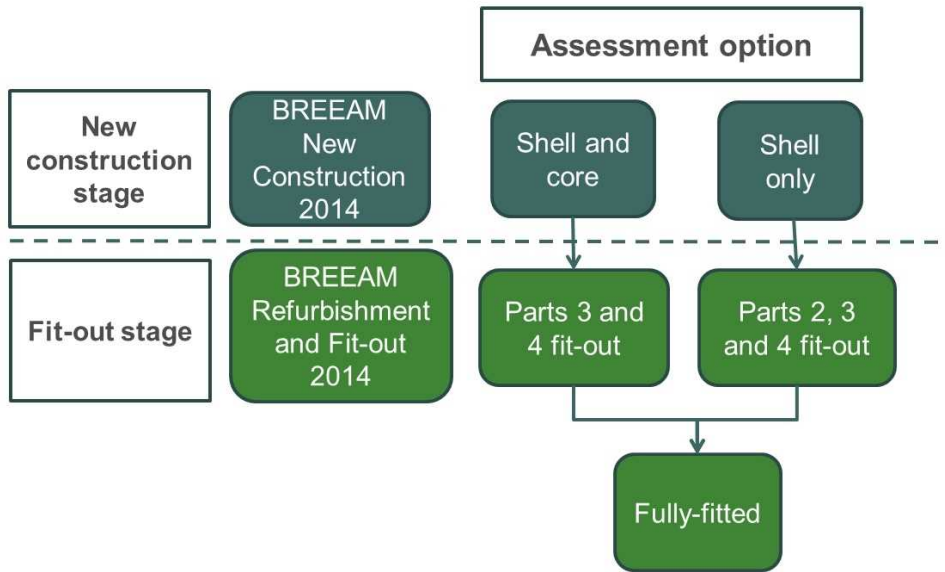 Assessment option
New
construction
stage
BREEAM
New
Construction
2014
Shell and
core
Shell
only
Fit-out stage
BREEAM
Refurbishment
and Fit-out
2014
Parts 3 and
4 fit-out
Parts 2, 3
and 4 fit-out
Fully-fitted